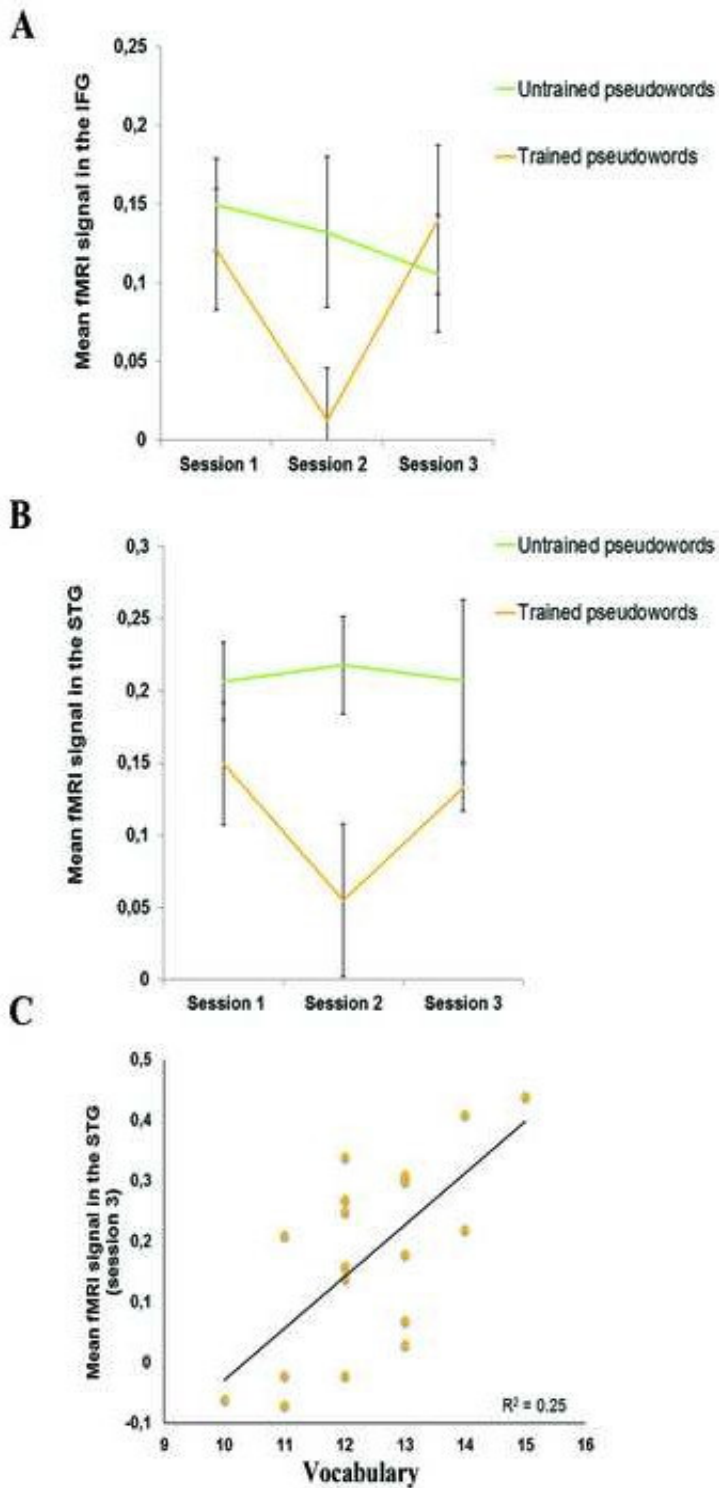 A
Mean fMRI signal in the IFG
0,25
0,2
0,15
0,1
0,05
0
Session 1 Session 2 Session 3
Untrained pseudowords
Trained pseudowords
B
Mean fMRI signal in the STG
0,3
0,25
0,2
0,15
0,1
0,05
0
Session 1 Session 2 Session 3
Untrained pseudowords
Trained pseudowords
C
Mean fMRI signal in the STG
(session 3)
0,5
0,4
0,3
0,2
0,1
0
-0,1
9 10 11 12 13 14 15 16
R² = 0.25
Vocabulary